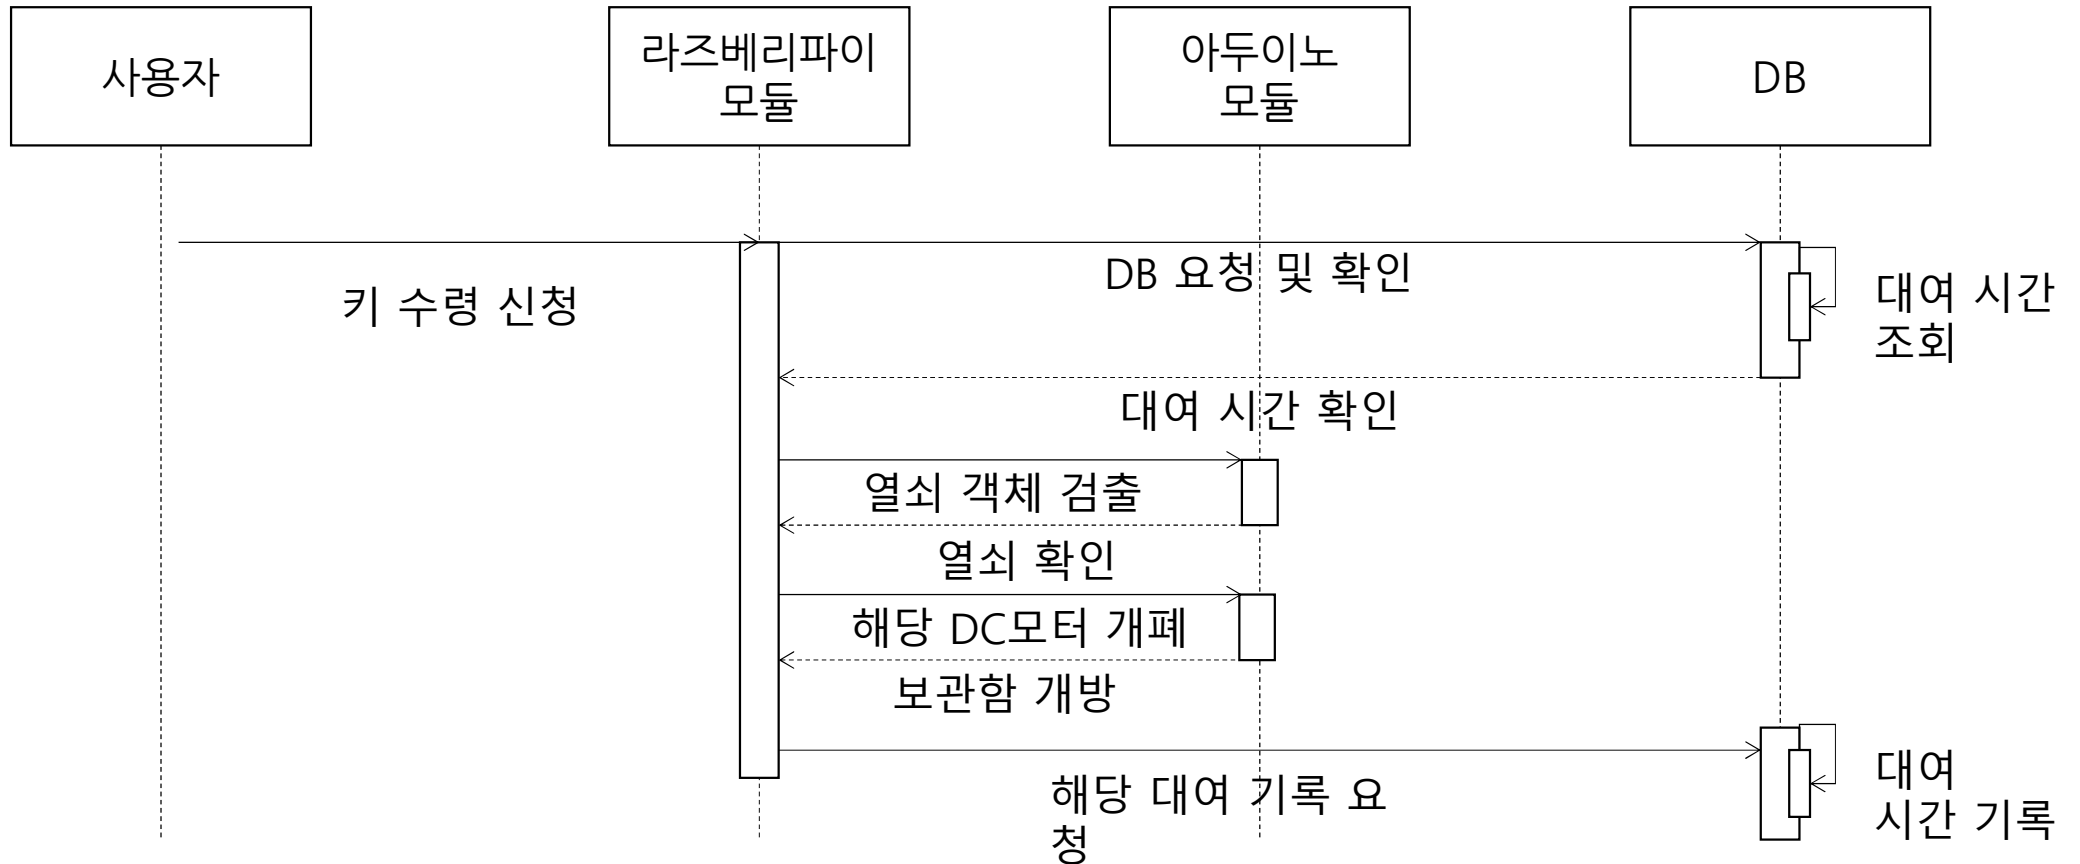 사용자
라즈베리파이
모듈
아두이노
모듈
DB
키 수령 신청
DB 요청 및 확인
대여 시간
조회
대여 시간 확인
열쇠 객체 검출
열쇠 확인
해당 DC모터 개폐
보관함 개방
해당 대여 기록 요
청
대여
시간 기록